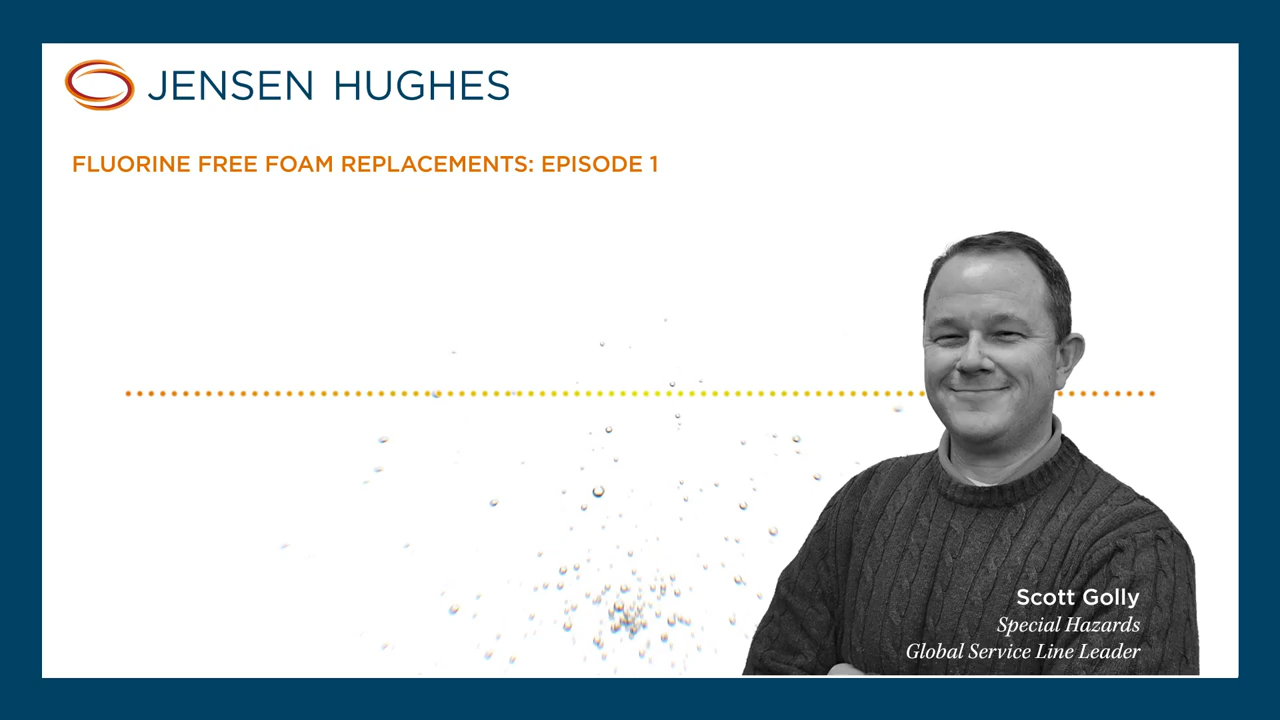 JENSEN HUGHES
FLUORINE FREE FOAM REPLACEMENTS: EPISODE 1
Scott Golly
Special Hazards
Global Service Line Leader